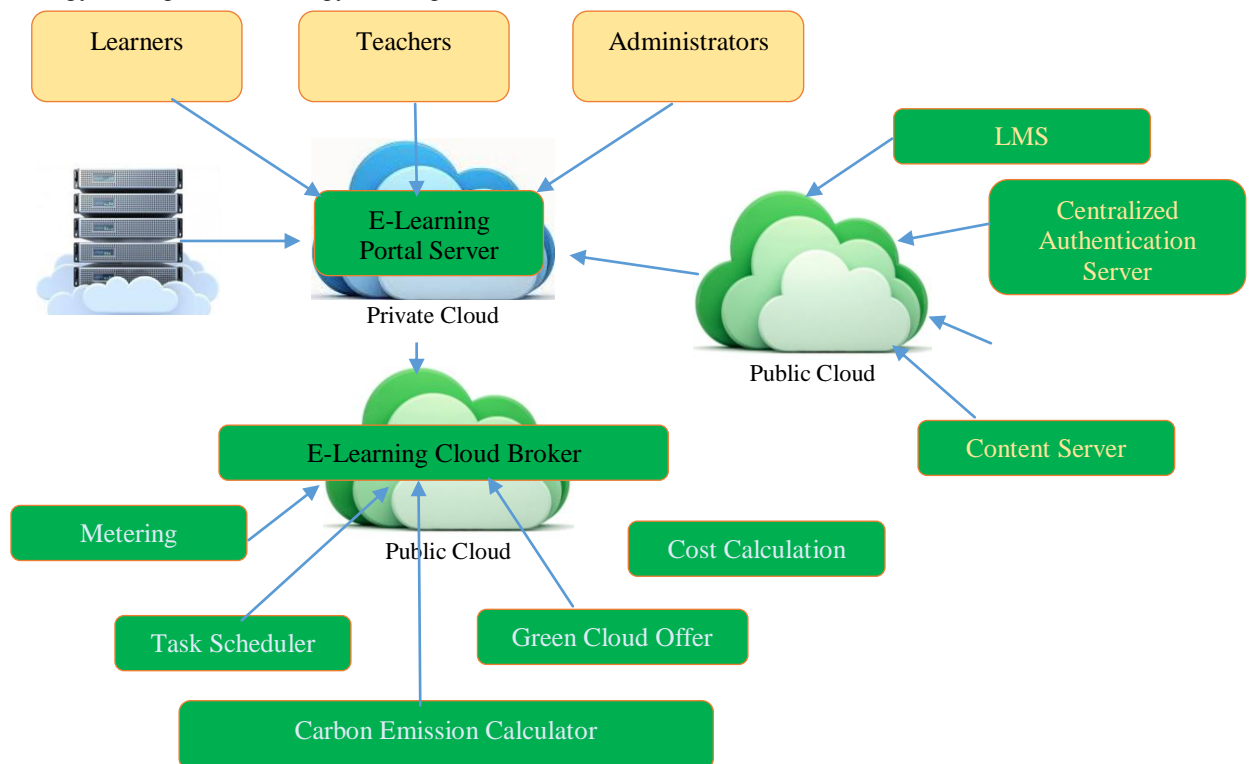 Learners
Teachers
Administrators
LMS
E-Learning
Portal Server
Centralized
Authentication
Server
Private Cloud
Public Cloud
E-Learning Cloud Broker
Content Server
Metering
Public Cloud
Cost Calculation
Task Scheduler
Green Cloud Offer
Carbon Emission Calculator